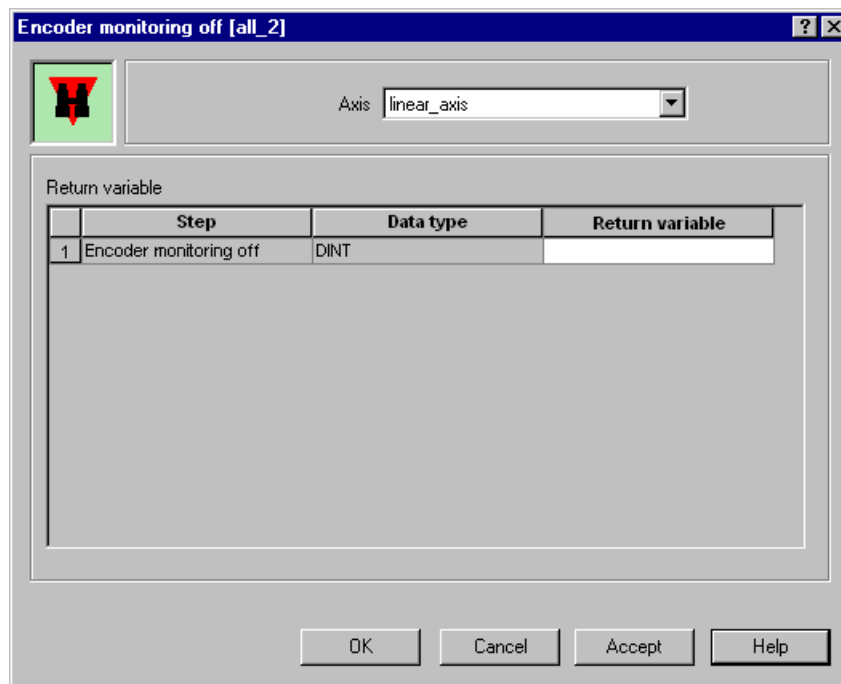 Encoder monitoring off [all_2]
Axis linear_axis
Return variable
Step Data type Return variable
1 Encoder monitoring off DINT
OK Cancel Accept Help